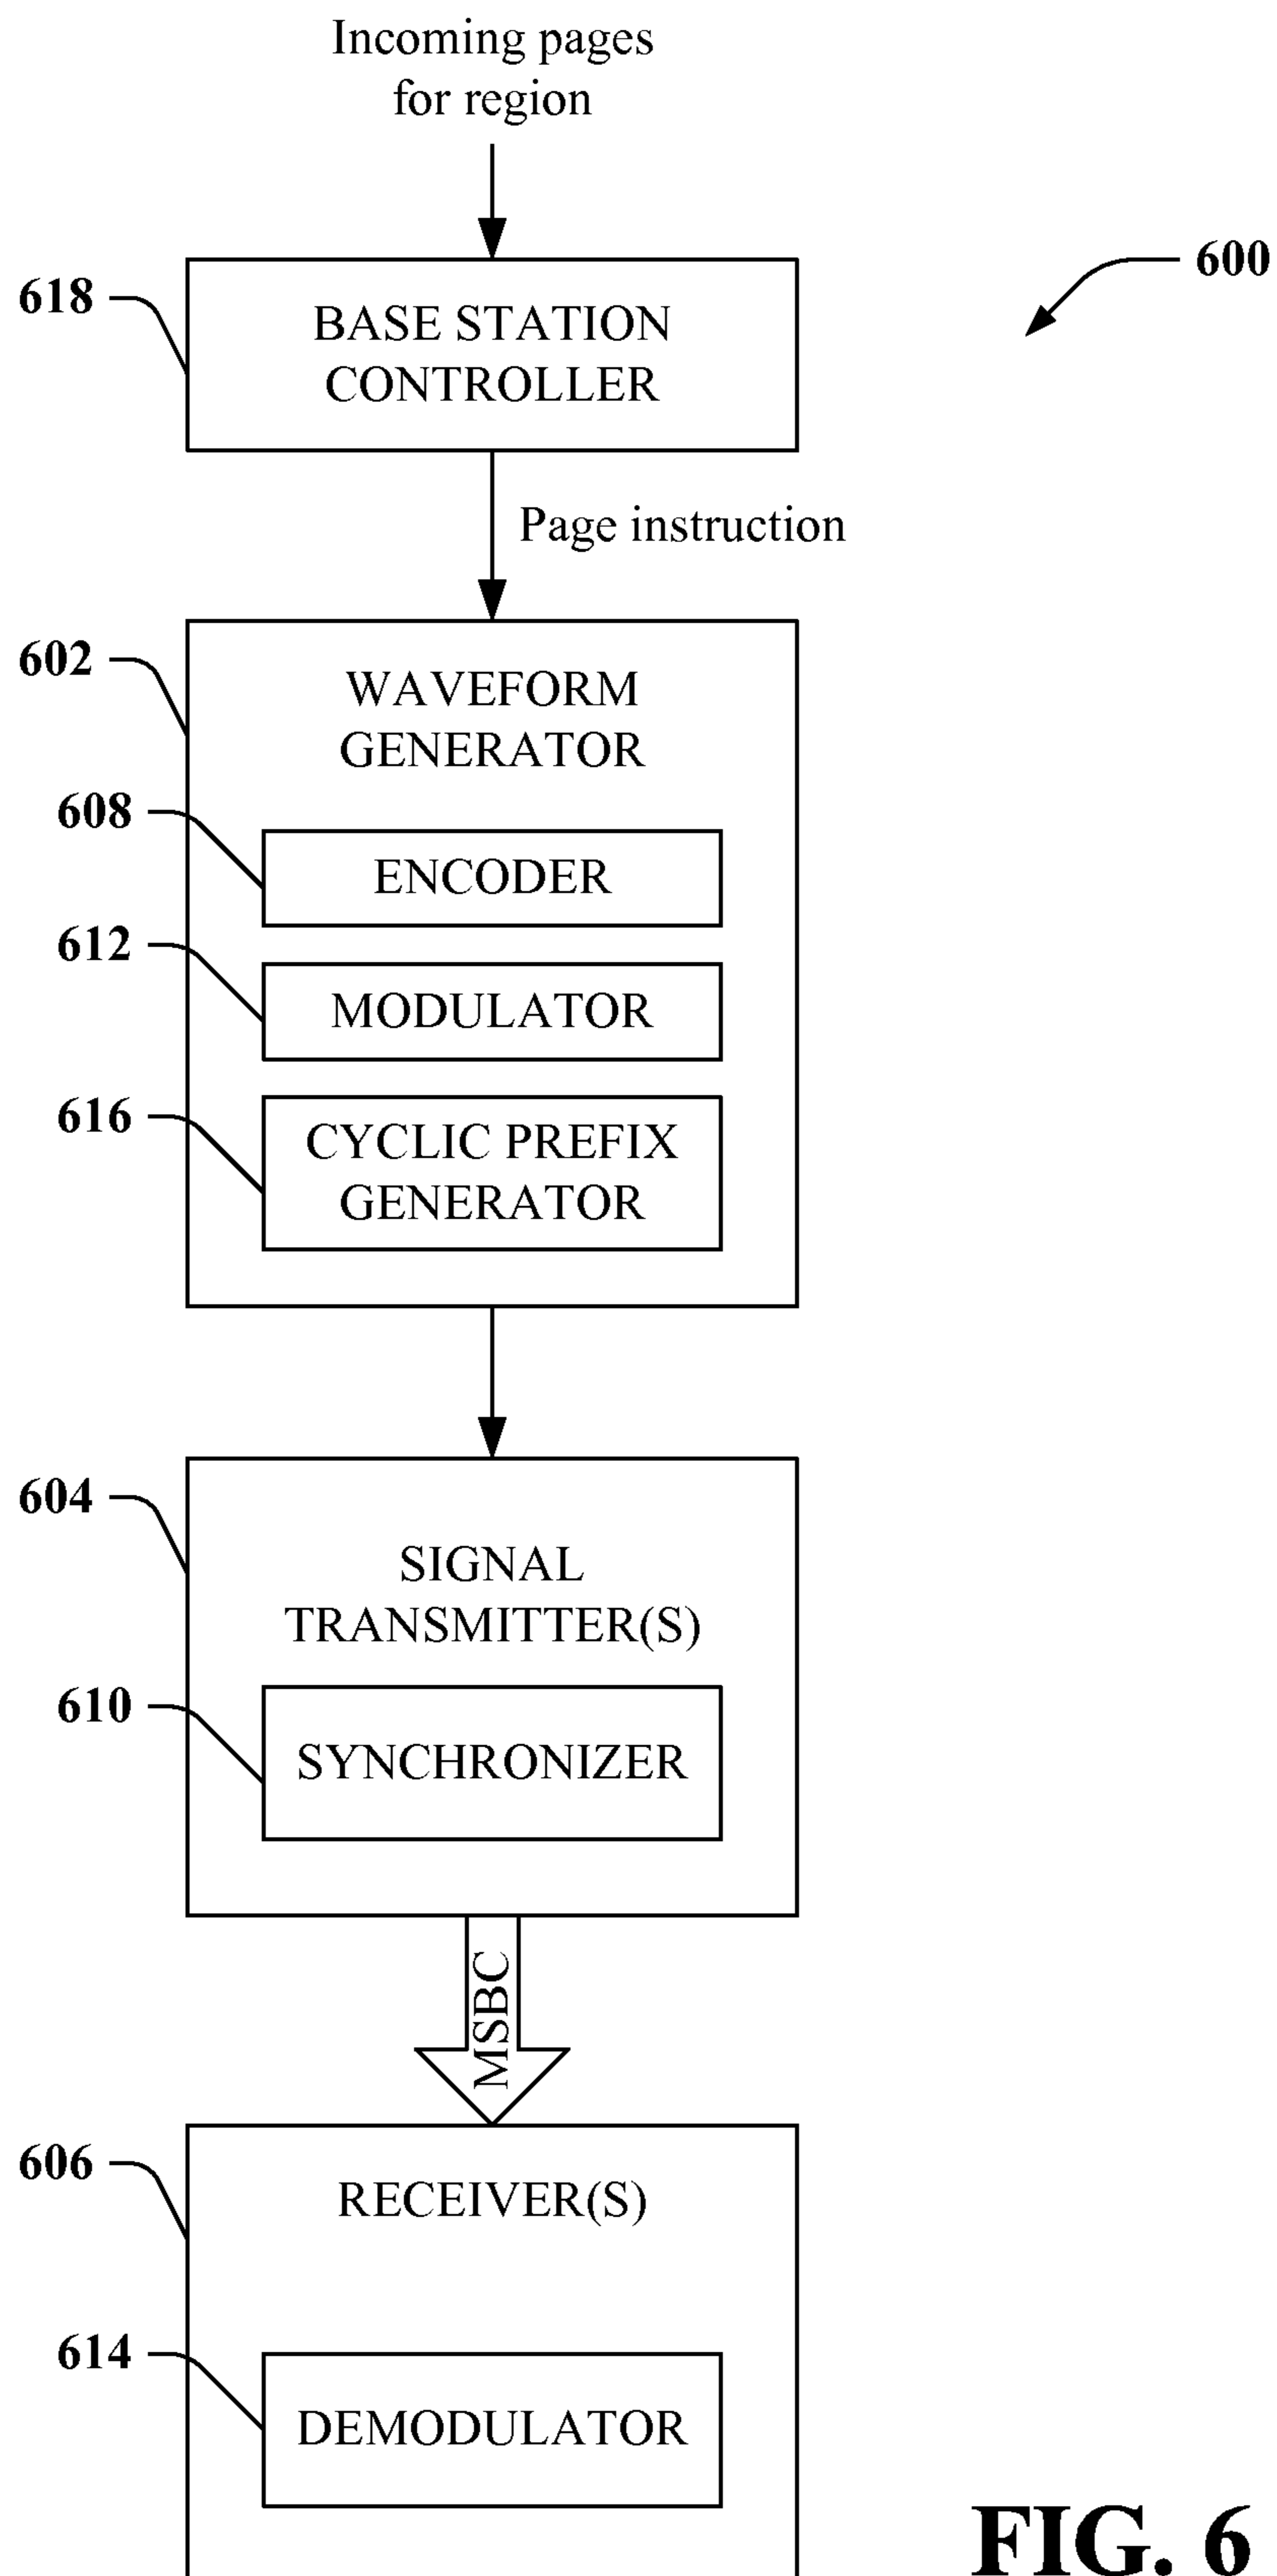 Incoming pages
for region
600
618
BASE STATION
CONTROLLER
Page instruction
602
WAVEFORM
GENERATOR
608
ENCODER
612
MODULATOR
616
CYCLIC PREFIX
GENERATOR
604
SIGNAL
TRANSMITTER(S)
610
SYNCHRONIZER
MSBC
606
RECEIVER(S)
614
DEMODULATOR
FIG. 6